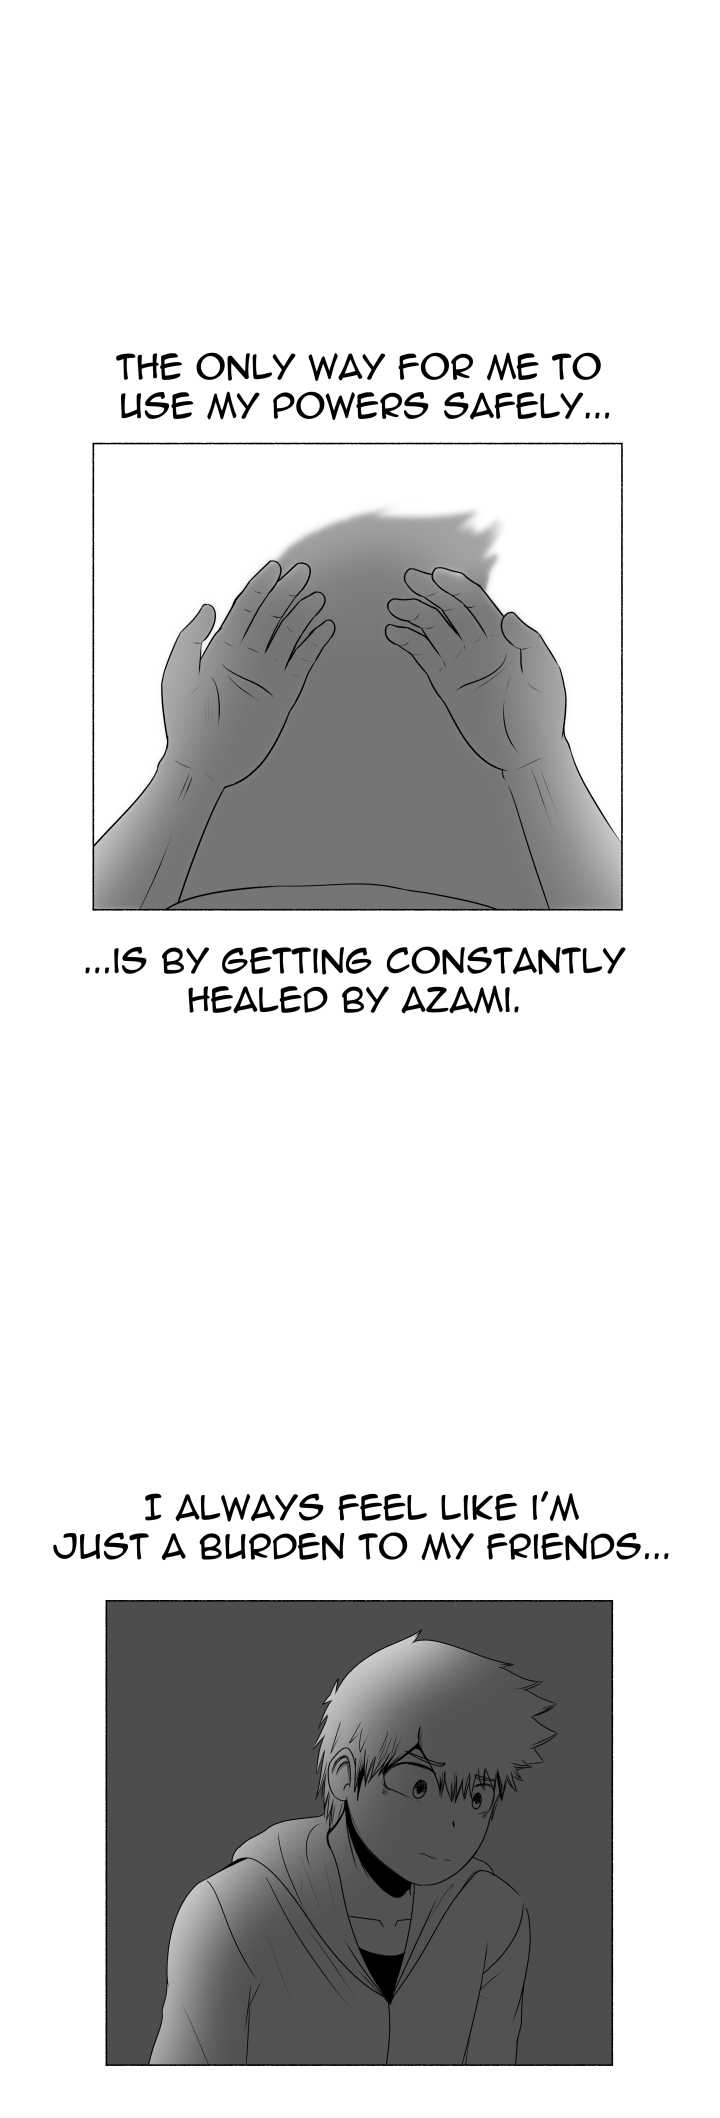 THE ONLY WAY FOR ME TO
USE MY POWERS SAFELY...
...IS BY GETTING CONSTANTLY
HEALED BY AZAMI.
I ALWAYS FEEL LIKE I'M
JUST A BURDEN TO MY FRIENDS...